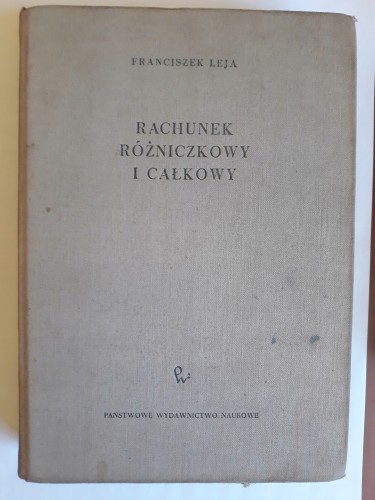 FRANCISZEK LEJA
RACHUNEK
RÓŻNICZKOWY
I CAŁKOWY
PAŃSTWOWE WYDAWNICTWO NAUKOWE